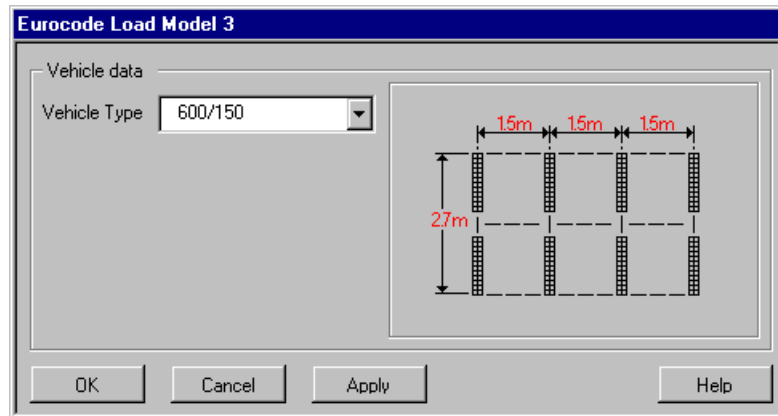 Eurocode Load Model 3
Vehicle data
Vehicle Type 600/150
1.5m 1.5m 1.5m
2.7m
OK Cancel Apply Help